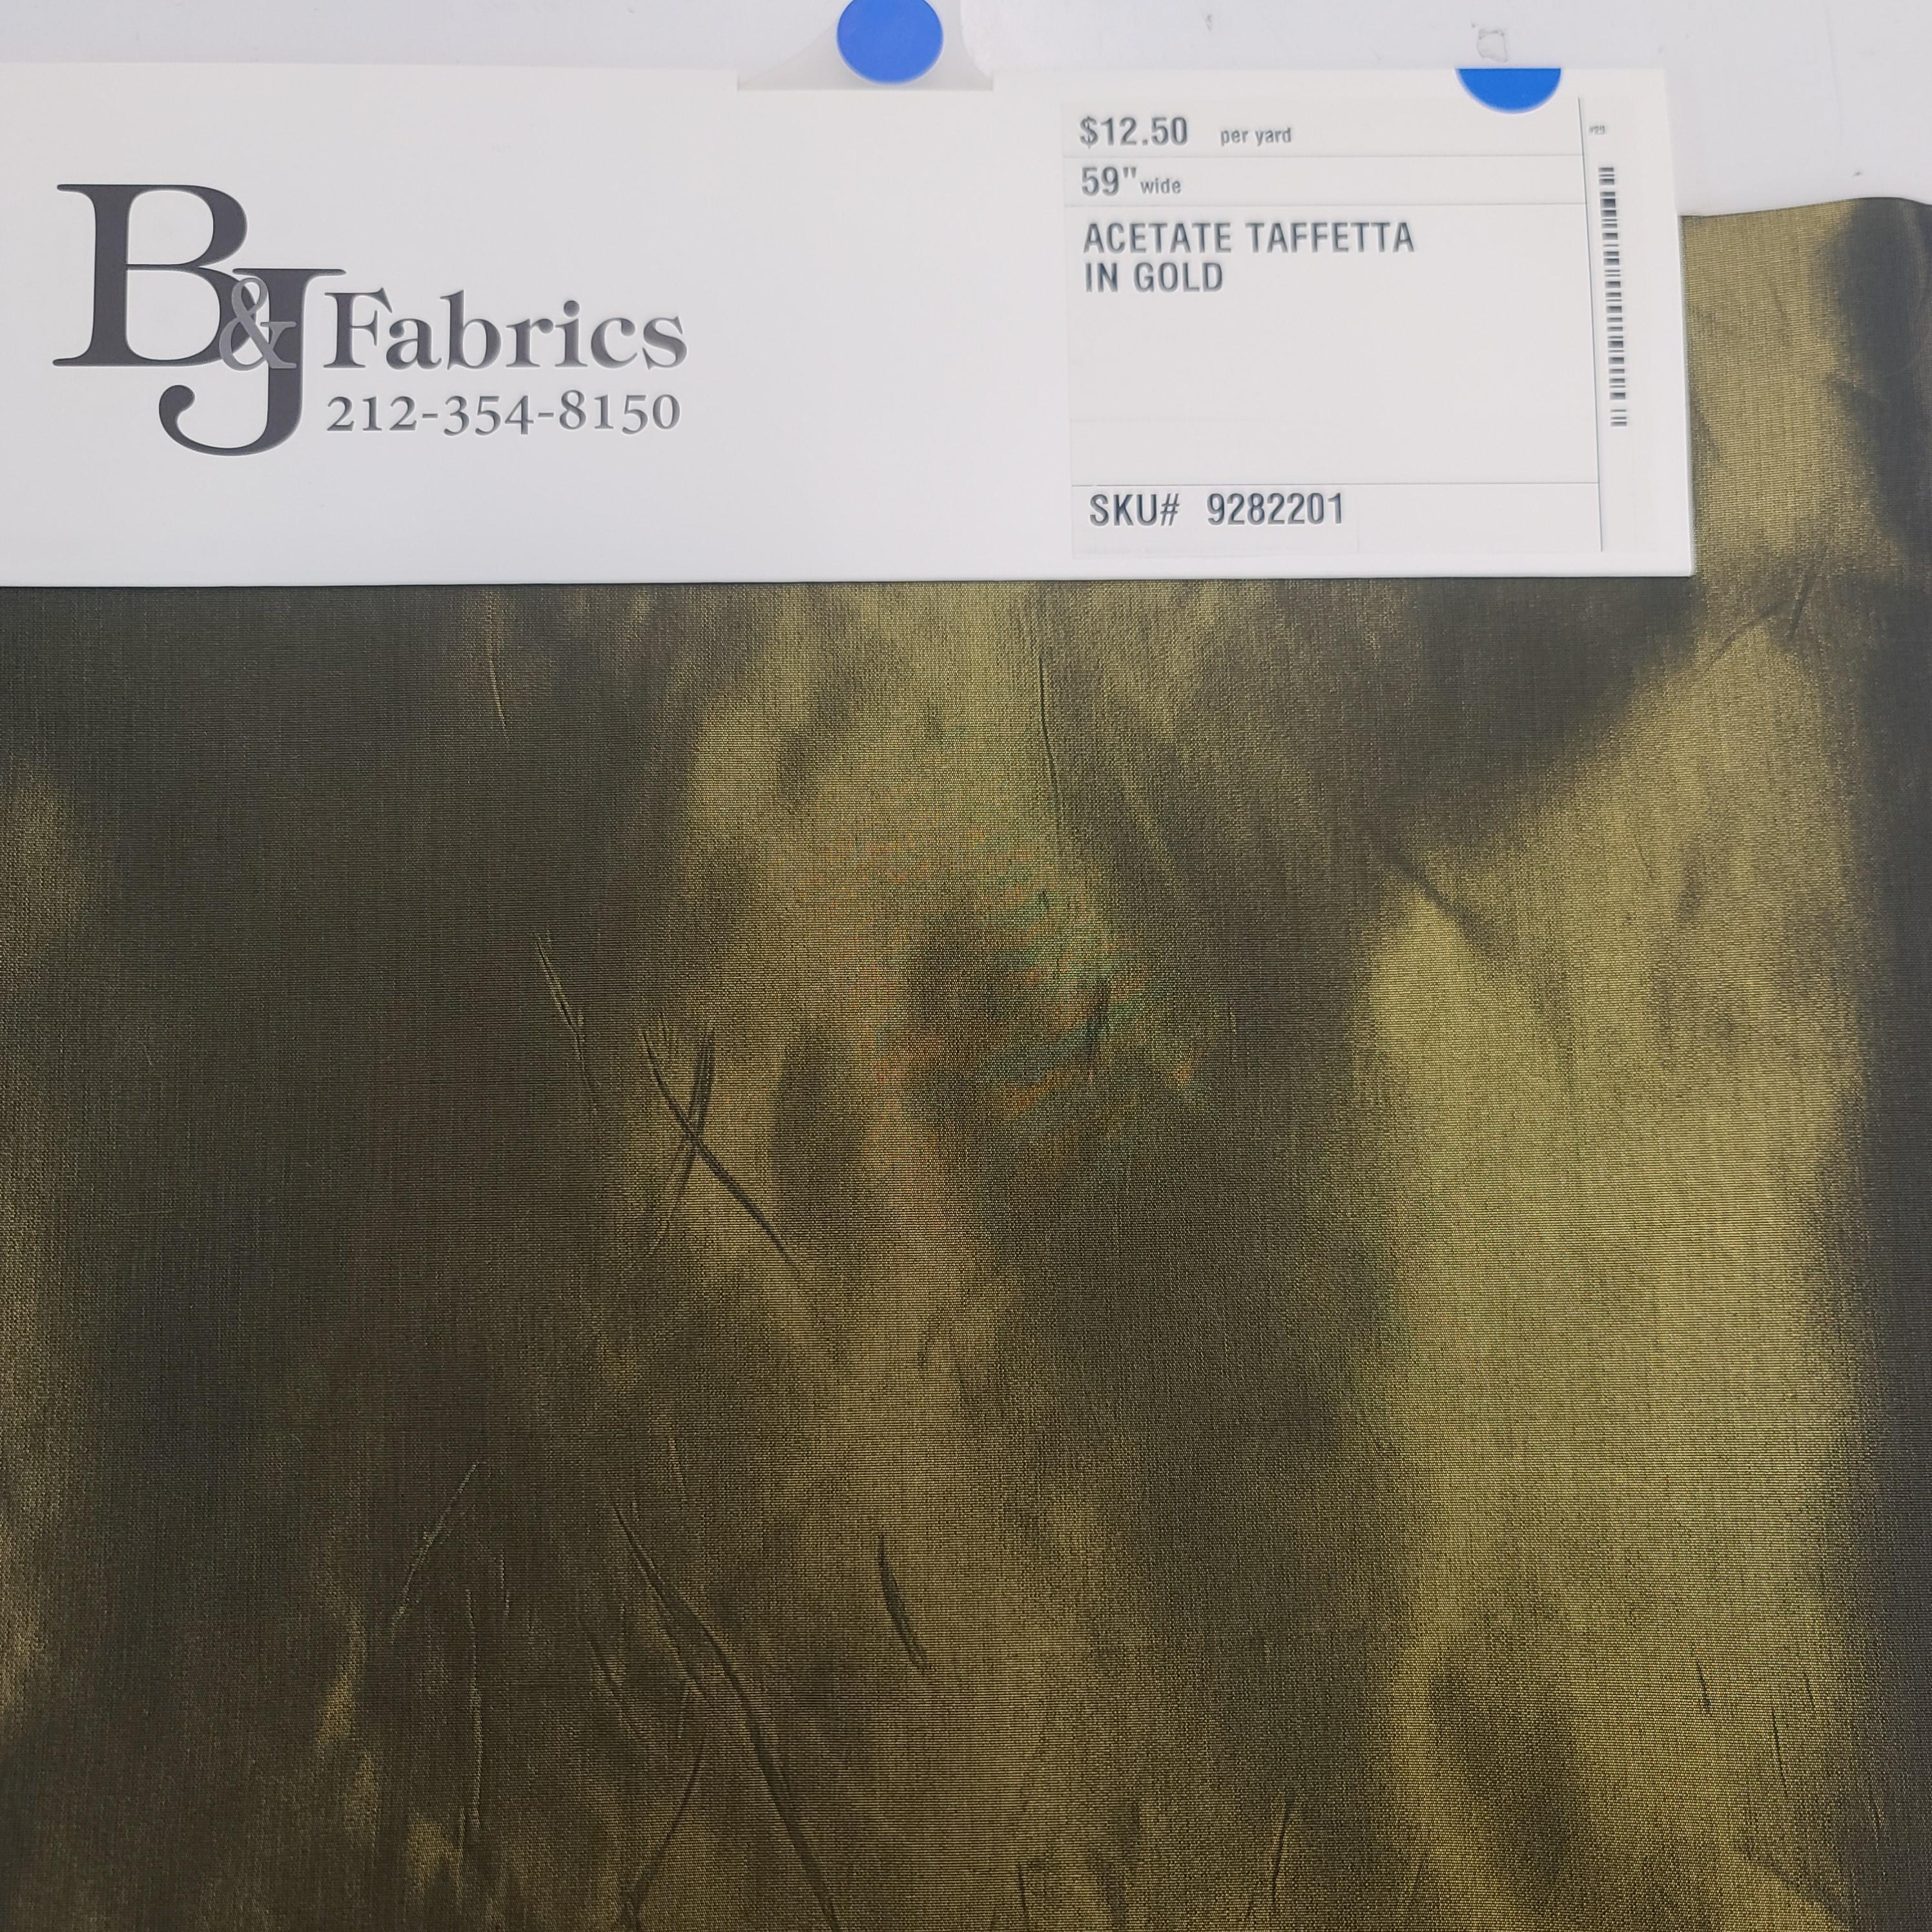 B&J Fabrics
212-354-8150
$12.50 per yard
59" wide
ACETATE TAFFETTA
IN GOLD
SKU# 9282201